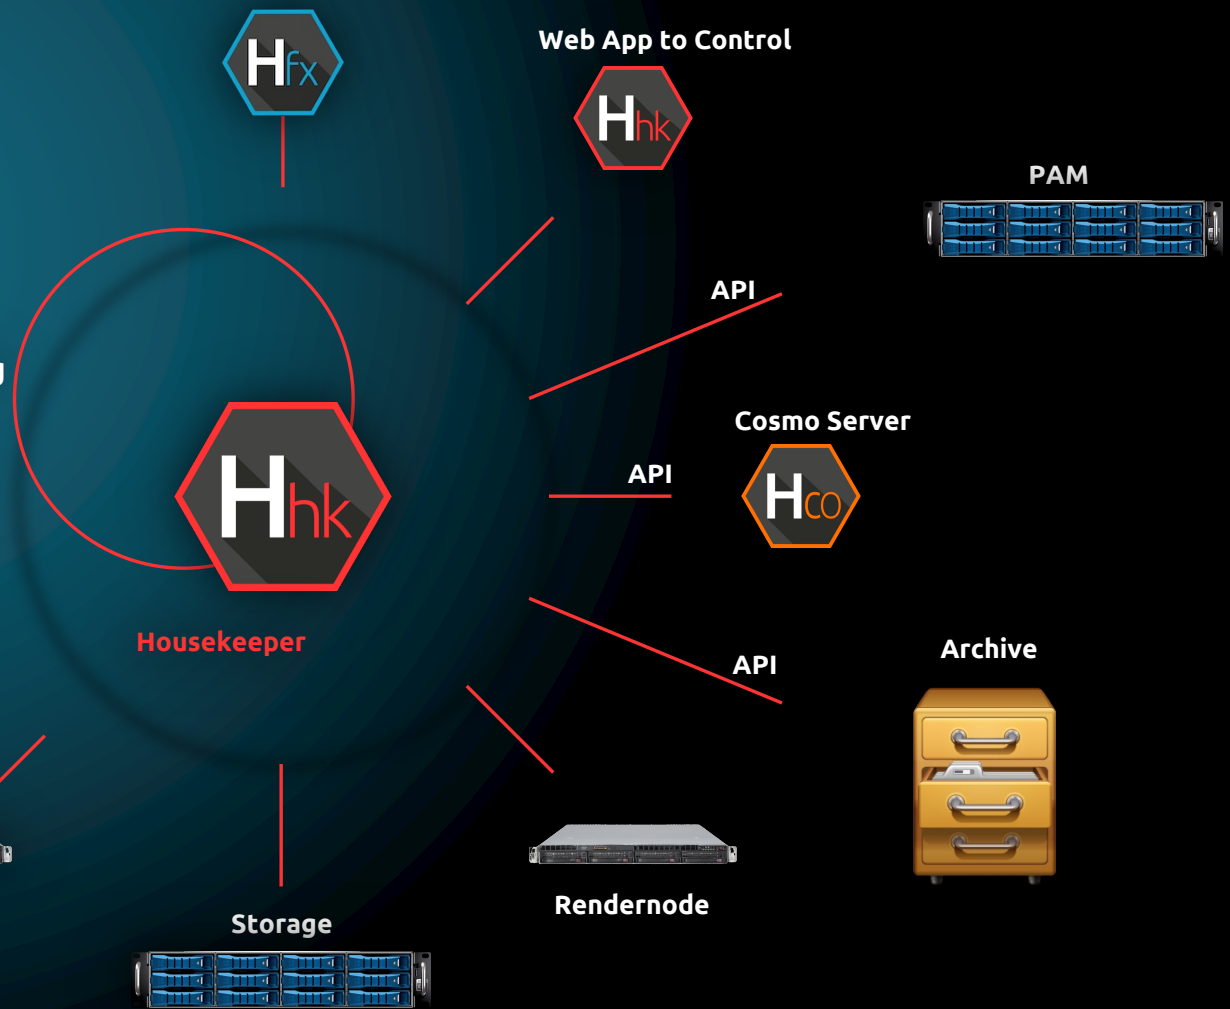 Hfx
Web App to Control
Hhk
PAM
API
Cosmo Server
API
Hco
Hhk
Housekeeper
API
Archive
Rendernode
Storage